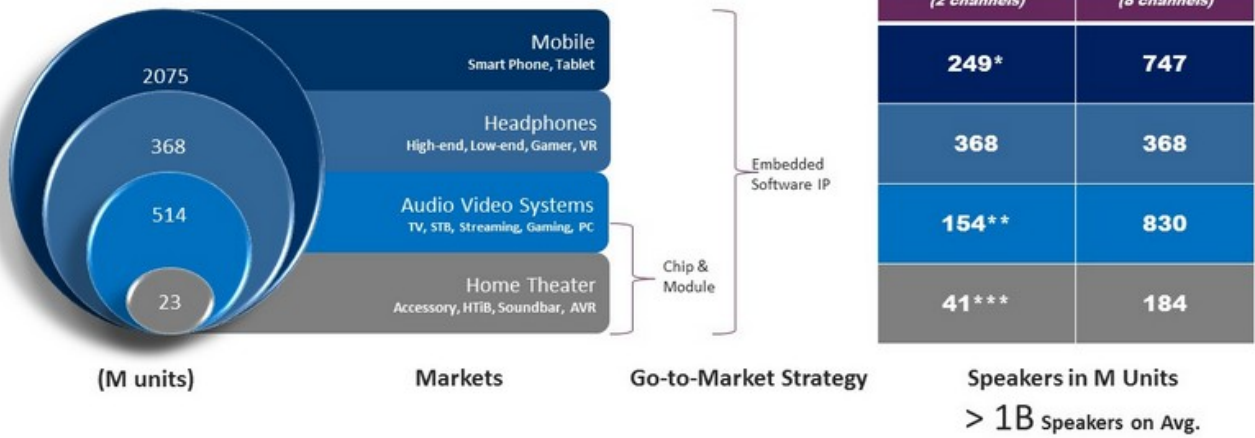 (2 channels) (8 channels)
2075
Mobile
Smart Phone, Tablet
249* 747
368
Headphones
High-end, Low-end, Gamer, VR
368 368
Embedded
Software IP
514
Audio Video Systems
TV, STB, Streaming, Gaming, PC
154** 830
Chip &
Module
23
Home Theater
Accessory, HTiB, Soundbar, AVR
41*** 184
(M units) Markets Go-to-Market Strategy Speakers in M Units
> 1B Speakers on Avg.